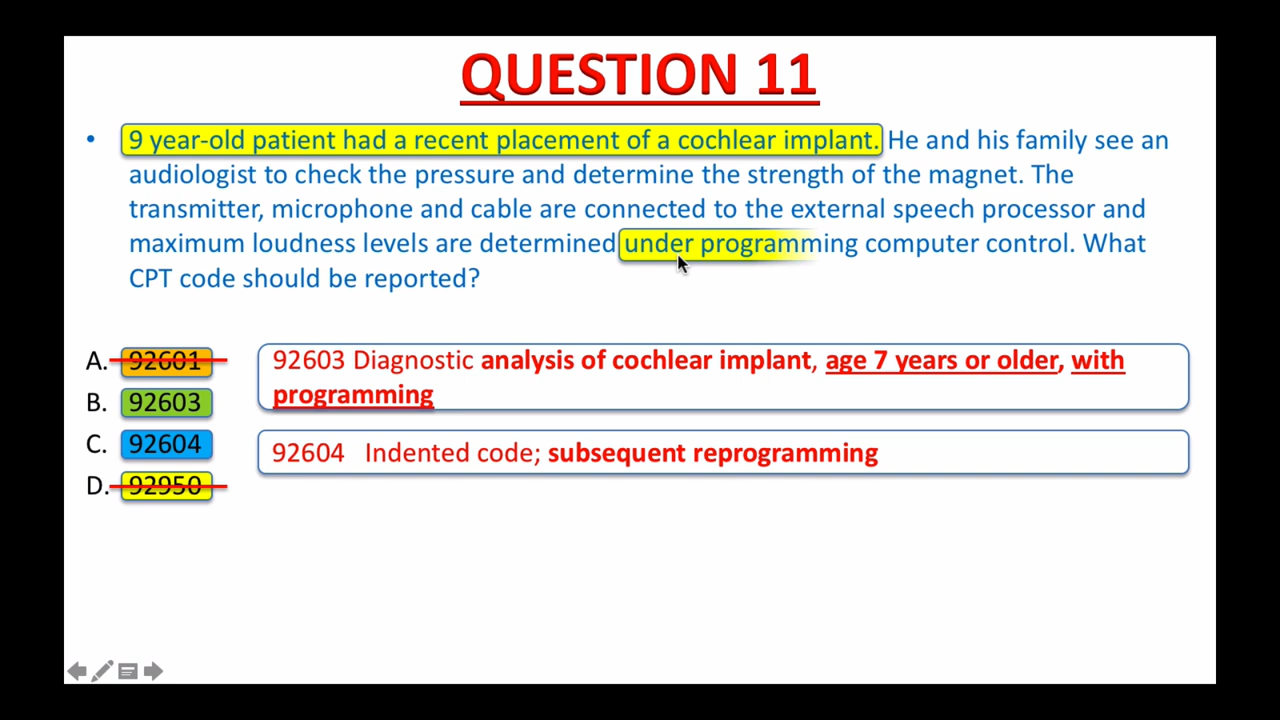 QUESTION 11
• 9 year-old patient had a recent placement of a cochlear implant. He and his family see an
audiologist to check the pressure and determine the strength of the magnet. The
transmitter, microphone and cable are connected to the external speech processor and
maximum loudness levels are determined under programming computer control. What
CPT code should be reported?
A. 92601
B. 92603
C. 92604
D. 92950
92603 Diagnostic analysis of cochlear implant, age 7 years or older, with
programming
92604 Indented code; subsequent reprogramming